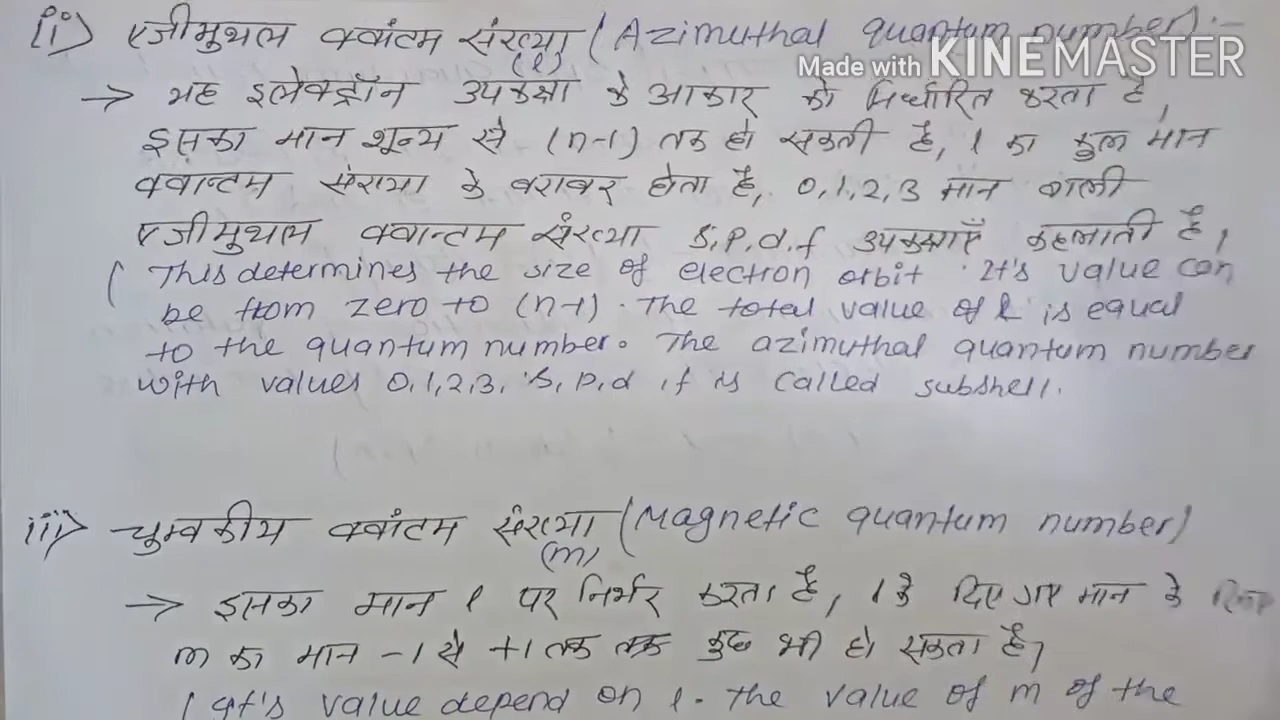 ii) एजीमुथल क्वांटम संख्या (Azimuthal quantum number) :-
(l)
Made with KINEMASTER
→ यह इलेक्ट्रॉन उपकक्षा के आकार को निर्धारित करता है,
इसका मान शून्य से (n-1) तक हो सकती है, l का कुल मान
क्वान्टम संख्या के बराबर होता है, 0,1,2,3 मान वाली
एजीमुथल क्वान्टम संख्या s,p,d,f उपकक्षाएँ कहलाती है,
( This determines the size of electron orbit. It's value can
be from zero to (n-1). The total value of l is equal
to the quantum number. The azimuthal quantum number
with values 0,1,2,3, s,p,d,f is called subshell.
iii) चुम्वकीय क्वांटम संख्या (Magnetic quantum number)
(m)
→ इसका मान l पर निर्भर करता है, l के दिए गए मान के
m का मान -l से +l तक तक कुछ भी हो सकता है,
( It's value depend on l. The value of m of the